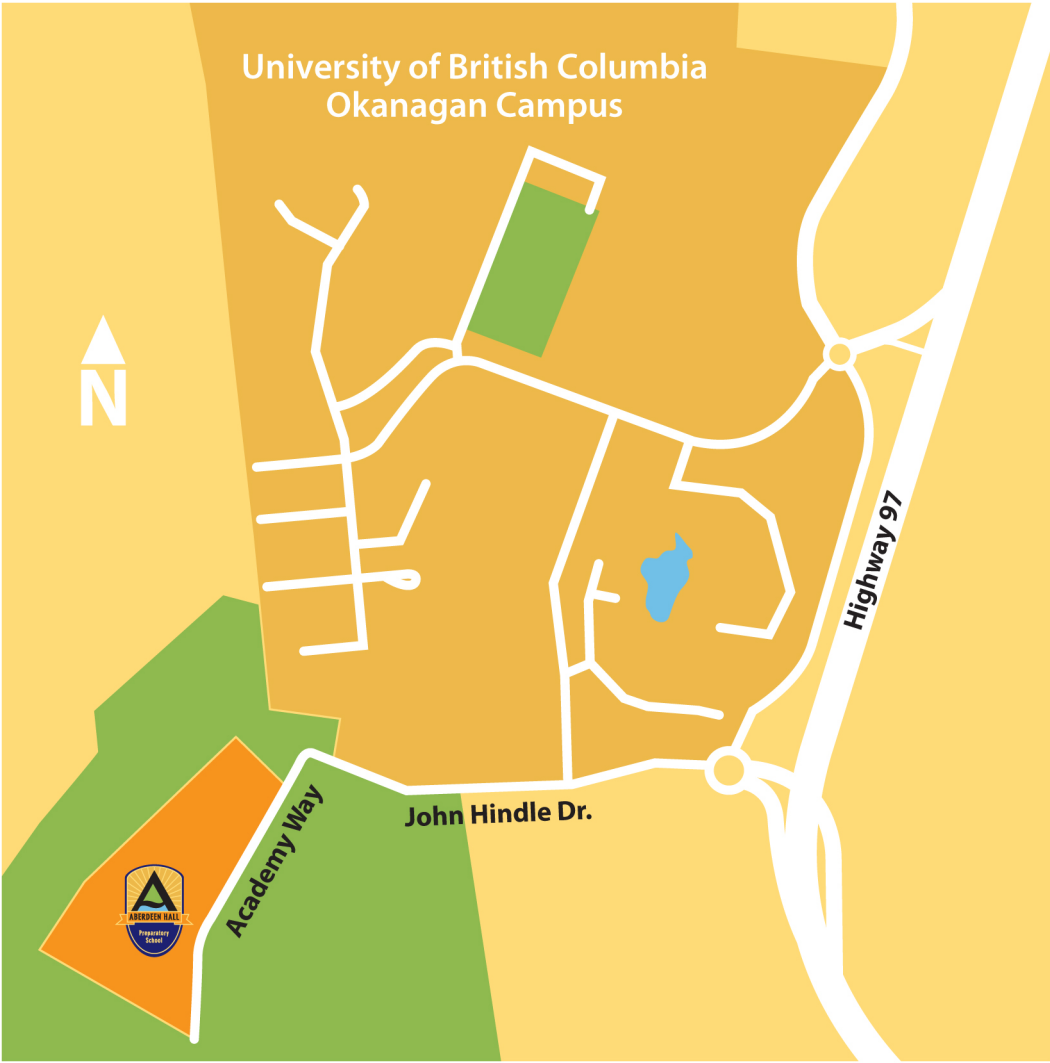 University of British Columbia
Okanagan Campus
N
Highway 97
John Hindle Dr.
Academy Way
ABERDEEN HALL
Preparatory
School